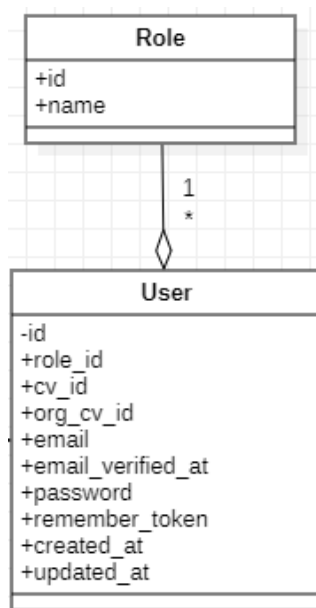 Role
+id
+name
1
*
User
-id
+role_id
+cv_id
+org_cv_id
+email
+email_verified_at
+password
+remember_token
+created_at
+updated_at